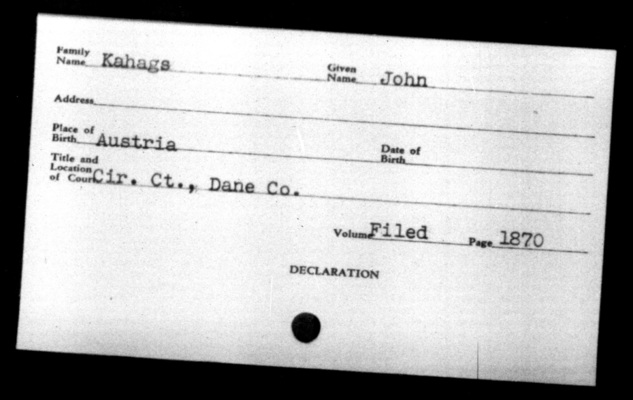 Family Name Kahags Given Name John
Address
Place of Birth Austria Date of Birth
Title and Location of Court Cir. Ct., Dane Co.
Volume Filed Page 1870
DECLARATION